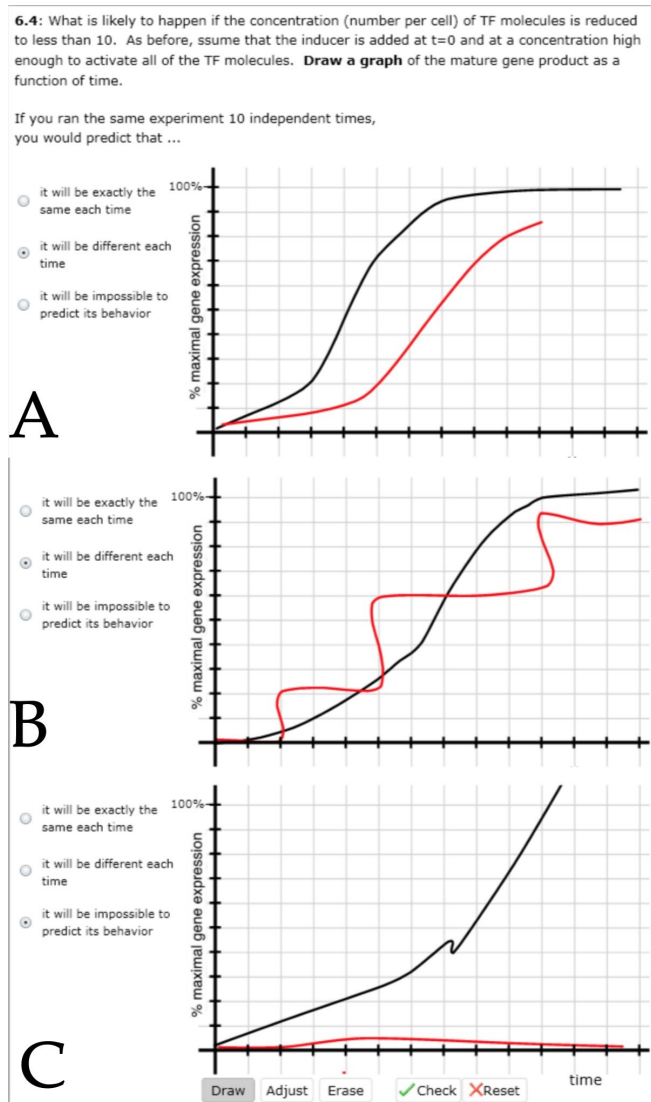 6.4: What is likely to happen if the concentration (number per cell) of TF molecules is reduced
to less than 10. As before, ssume that the inducer is added at t=0 and at a concentration high
enough to activate all of the TF molecules. Draw a graph of the mature gene product as a
function of time.
If you ran the same experiment 10 independent times,
you would predict that ...
it will be exactly the
same each time
it will be different each
time
it will be impossible to
predict its behavior
100%
% maximal gene expression
A
it will be exactly the
same each time
it will be different each
time
it will be impossible to
predict its behavior
100%
% maximal gene expression
B
it will be exactly the
same each time
it will be different each
time
it will be impossible to
predict its behavior
100%
% maximal gene expression
C
time
Draw Adjust Erase Check Reset